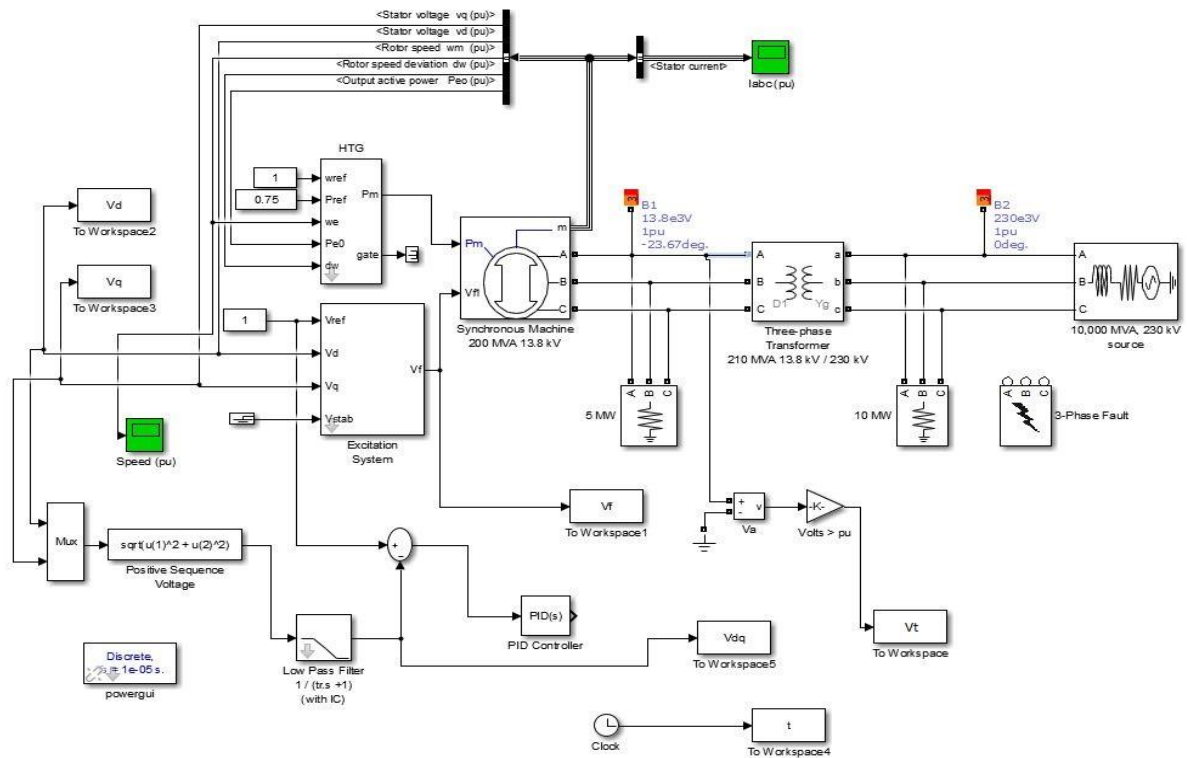 <Stator voltage vq (pu)>
<Stator voltage vd (pu)>
<Rotor speed wm (pu)>
<Rotor speed deviation dw (pu)>
<Output active power Peo (pu)>
<Stator current>
Iabc (pu)
HTG
1
0.75
wref
Pref
we
Pe0
dw
Pm
gate
Vd
To Workspace2
Vq
To Workspace3
Pm
Vf1
m
A
B
C
Synchronous Machine
200 MVA 13.8 kV
B1
13.8e3V
1pu
-23.67deg.
A
B
C
D1
Yg
a
b
c
Three-phase
Transformer
210 MVA 13.8 kV / 230 kV
B2
230e3V
1pu
0deg.
A
B
C
10,000 MVA, 230 kV
source
1
Vref
Vd
Vq
Vstab
Vf
Excitation
System
Speed (pu)
A B C
5 MW
A B C
10 MW
A B C
3-Phase Fault
Vf
To Workspace1
+
-
v
Va
-K-
Volts > pu
Mux
sqrt(u(1)^2 + u(2)^2)
Positive Sequence
Voltage
+
-
PID(s)
PID Controller
Vt
To Workspace
Vdq
To Workspace5
Low Pass Filter
1 / (tr.s +1)
(with IC)
Discrete,
1e-05 s.
powergui
Clock
t
To Workspace4